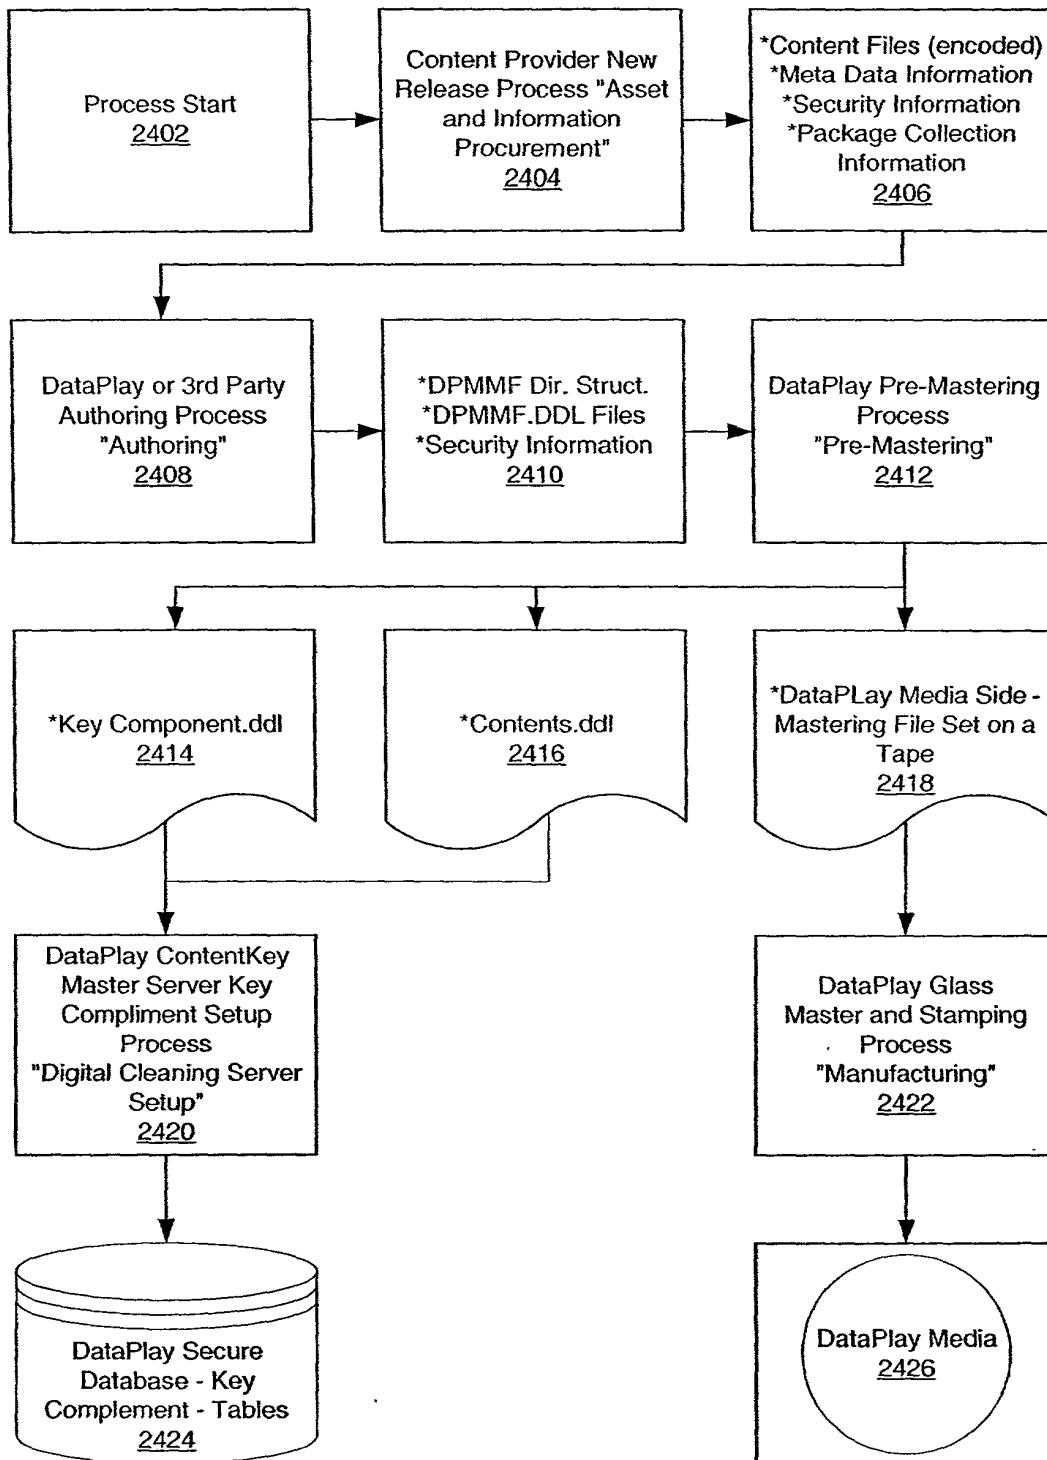 Process Start
2402
Content Provider New
Release Process "Asset
and Information
Procurement"
2404
*Content Files (encoded)
*Meta Data Information
*Security Information
*Package Collection
Information
2406
DataPlay or 3rd Party
Authoring Process
"Authoring"
2408
*DPMMF Dir. Struct.
*DPMMF.DDL Files
*Security Information
2410
DataPlay Pre-Mastering
Process
"Pre-Mastering"
2412
*Key Component.ddl
2414
*Contents.ddl
2416
*DataPLay Media Side -
Mastering File Set on a
Tape
2418
DataPlay ContentKey
Master Server Key
Compliment Setup
Process
"Digital Cleaning Server
Setup"
2420
DataPlay Glass
Master and Stamping
Process
"Manufacturing"
2422
DataPlay Secure
Database - Key
Complement - Tables
2424
DataPlay Media
2426